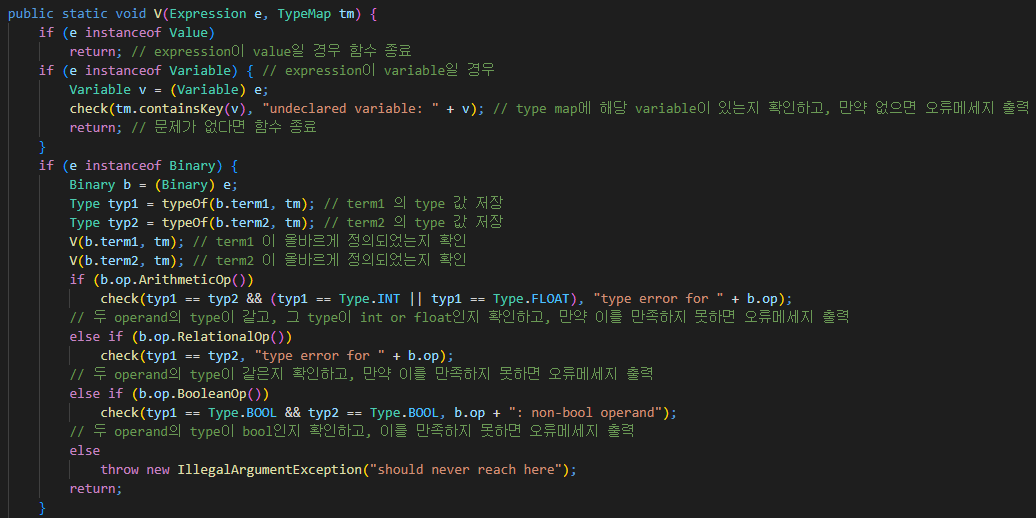 public static void V(Expression e, TypeMap tm) {
    if (e instanceof Value)
        return; // expression이 value일 경우 함수 종료
    if (e instanceof Variable) { // expression이 variable일 경우
        Variable v = (Variable) e;
        check(tm.containsKey(v), "undeclared variable: " + v); // type map에 해당 variable이 있는지 확인하고, 만약 없으면 오류메세지 출력
        return; // 문제가 없다면 함수 종료
    }
    if (e instanceof Binary) {
        Binary b = (Binary) e;
        Type typ1 = typeOf(b.term1, tm); // term1 의 type 값 저장
        Type typ2 = typeOf(b.term2, tm); // term2 의 type 값 저장
        V(b.term1, tm); // term1 이 올바르게 정의되었는지 확인
        V(b.term2, tm); // term2 이 올바르게 정의되었는지 확인
        if (b.op.ArithmeticOp())
            check(typ1 == typ2 && (typ1 == Type.INT || typ1 == Type.FLOAT), "type error for " + b.op);
        // 두 operand의 type이 같고, 그 type이 int or float인지 확인하고, 만약 이를 만족하지 못하면 오류메세지 출력
        else if (b.op.RelationalOp())
            check(typ1 == typ2, "type error for " + b.op);
        // 두 operand의 type이 같은지 확인하고, 만약 이를 만족하지 못하면 오류메세지 출력
        else if (b.op.BooleanOp())
            check(typ1 == Type.BOOL && typ2 == Type.BOOL, b.op + ": non-bool operand");
        // 두 operand의 type이 bool인지 확인하고, 이를 만족하지 못하면 오류메세지 출력
        else
            throw new IllegalArgumentException("should never reach here");
        return;
    }